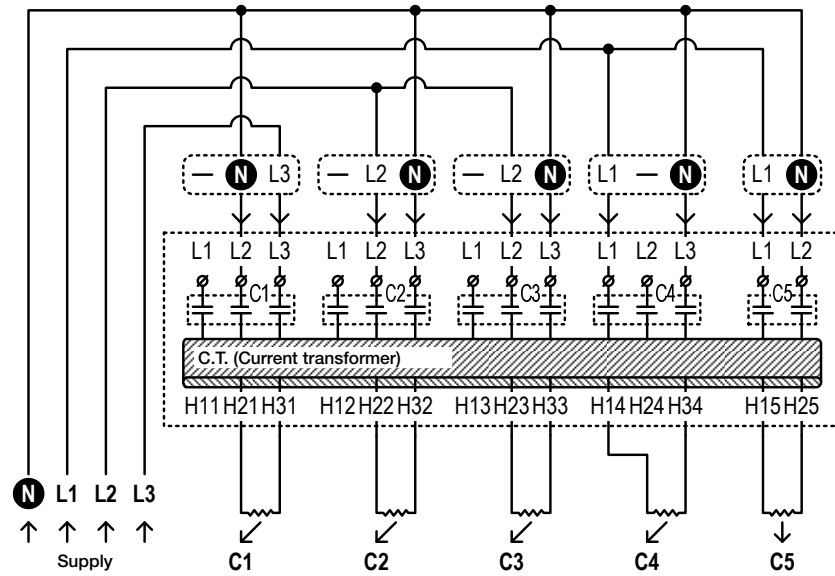 — N L3 — L2 N — L2 N L1 — N L1 N
L1 L2 L3 L1 L2 L3 L1 L2 L3 L1 L2 L3 L1 L2
C1 C2 C3 C4 C5
C.T. (Current transformer)
H11 H21 H31 H12 H22 H32 H13 H23 H33 H14 H24 H34 H15 H25
N L1 L2 L3
Supply C1 C2 C3 C4 C5